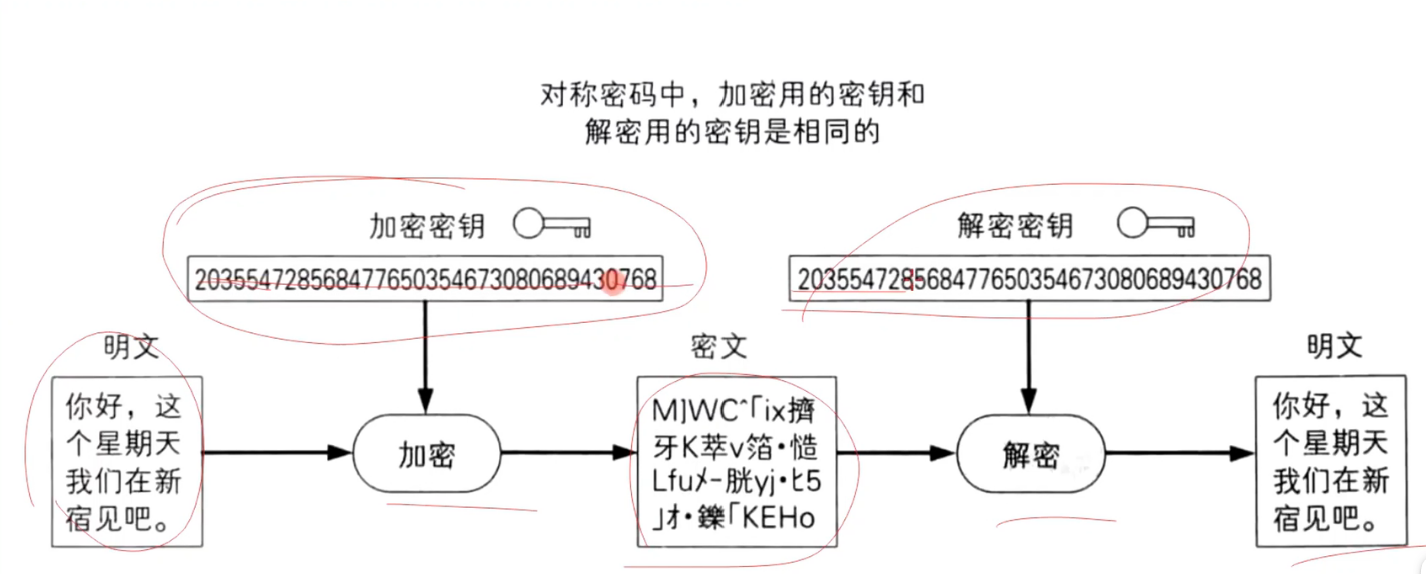 对称密码中，加密用的密钥和
解密用的密钥是相同的
加密密钥
解密密钥
203554728568477650354673080689430768
203554728568477650354673080689430768
明文
密文
明文
你好，这
个星期天
我们在新
宿见吧。
加密
M]WC^「ix擠
牙K萃v箔・慥
Lfuﾒ-胱yj・ﾋ5
｣ｵ・鑠「KEHo
解密
你好，这
个星期天
我们在新
宿见吧。